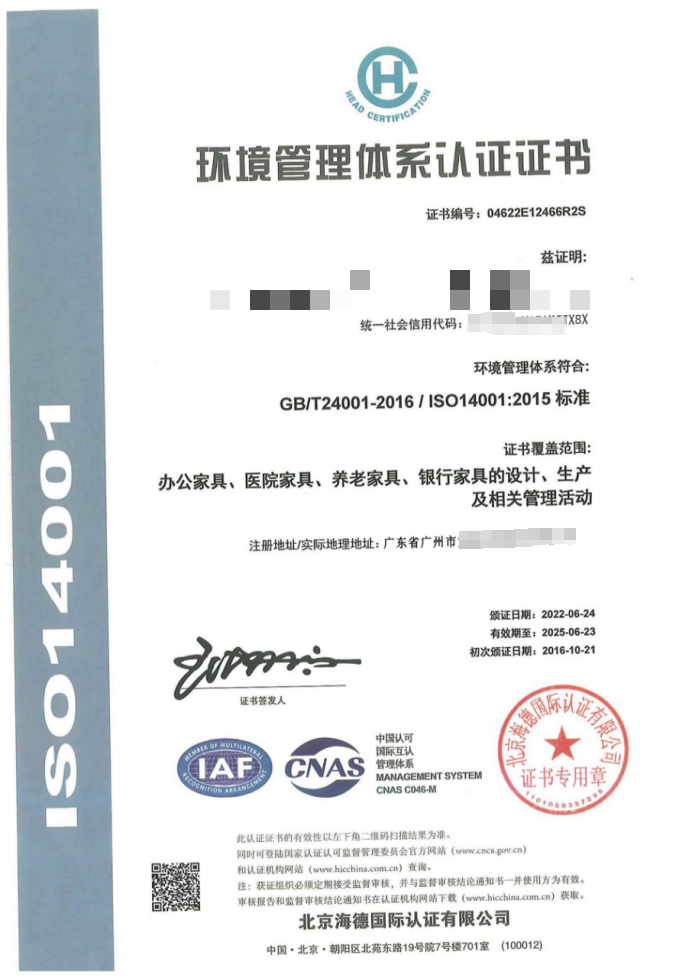 HEAD CERTIFICATION
环境管理体系认证证书
证书编号：04622E12466R2S
兹证明:
统一社会信用代码：
X8X
环境管理体系符合:
GB/T24001-2016 / ISO14001:2015 标准
证书覆盖范围:
办公家具、医院家具、养老家具、银行家具的设计、生产
及相关管理活动
注册地址/实际地理地址：广东省广州市
颁证日期：2022-06-24
有效期至：2025-06-23
初次颁证日期：2016-10-21
证书签发人
ISO14001
MEMBER OF MULTILATERAL
IAF
RECOGNITION ARRANGEMENT
CNAS
中国认可
国际互认
管理体系
MANAGEMENT SYSTEM
CNAS C046-M
北京海德国际认证有限公司
证书专用章
此认证证书的有效性以左下角二维码扫描结果为准。
同时可登陆国家认证认可监督管理委员会官方网站（www.cnca.gov.cn）
和认证机构网站（www.hicchina.com.cn）查询。
注：获证组织必须定期接受监督审核，并与监督审核结论通知书一并使用方为有效。
审核报告和监督审核结论通知书在认证机构网站下载（www.hicchina.com.cn）获取。
北京海德国际认证有限公司
中国·北京·朝阳区北苑东路19号院7号楼701室 （100012）